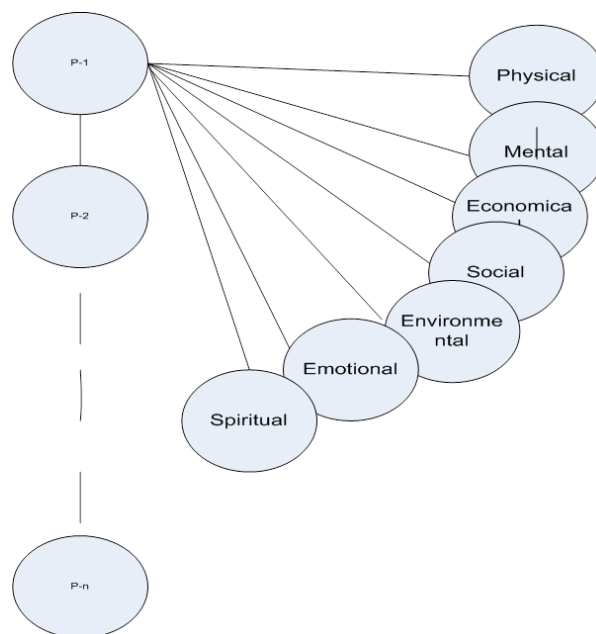 P-1
Physical
Mental
P-2
Economica
Social
Environme
ntal
Emotional
Spiritual
P-n